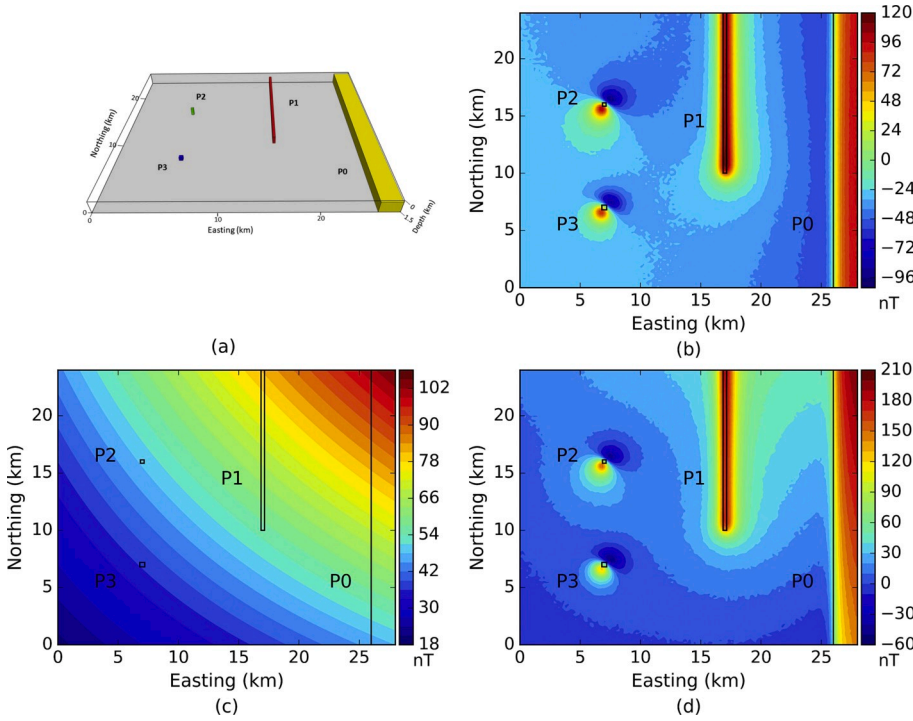 P2
P1
20
Northing (km)
10
P3
P0
0
0
10
20
Easting (km)
0
1.5
Depth (km)
(a)
120
96
72
48
24
0
−24
−48
−72
−96
nT
20
15
10
5
0
Northing (km)
P2
P1
P3
P0
0 5 10 15 20 25
Easting (km)
(b)
102
90
78
66
54
42
30
18
nT
20
15
10
5
0
Northing (km)
P2
P1
P3
P0
0 5 10 15 20 25
Easting (km)
(c)
210
180
150
120
90
60
30
0
−30
−60
nT
20
15
10
5
0
Northing (km)
P2
P1
P3
P0
0 5 10 15 20 25
Easting (km)
(d)